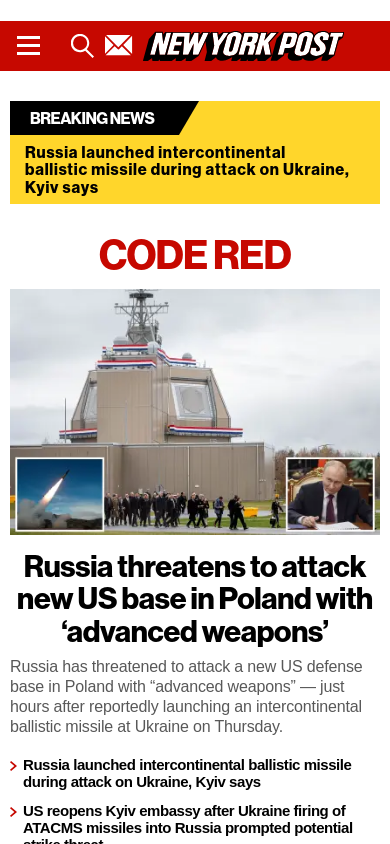 NEW YORK POST
BREAKING NEWS
Russia launched intercontinental
ballistic missile during attack on Ukraine,
Kyiv says
CODE RED
Russia threatens to attack
new US base in Poland with
‘advanced weapons’
Russia has threatened to attack a new US defense
base in Poland with “advanced weapons” — just
hours after reportedly launching an intercontinental
ballistic missile at Ukraine on Thursday.
Russia launched intercontinental ballistic missile
during attack on Ukraine, Kyiv says
US reopens Kyiv embassy after Ukraine firing of
ATACMS missiles into Russia prompted potential
strike threat